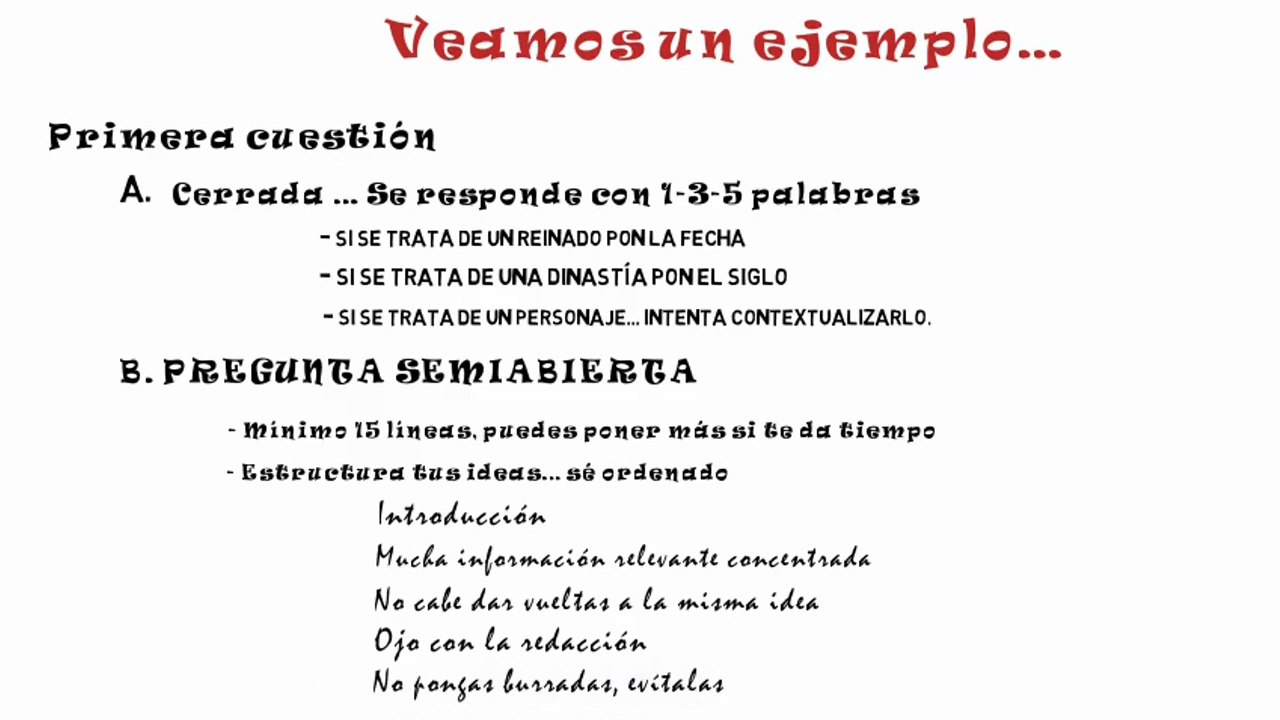 Veamos un ejemplo...
Primera cuestión
A. Cerrada ... Se responde con 1-3-5 palabras
- SI SE TRATA DE UN REINADO PON LA FECHA
- SI SE TRATA DE UNA DINASTÍA PON EL SIGLO
- SI SE TRATA DE UN PERSONAJE... INTENTA CONTEXTUALIZARLO.
B. PREGUNTA SEMIABIERTA
- Mínimo 15 líneas, puedes poner más si te da tiempo
- Estructura tus ideas... sé ordenado
Introducción
Mucha información relevante concentrada
No cabe dar vueltas a la misma idea
Ojo con la redacción
No pongas burradas, evítalas